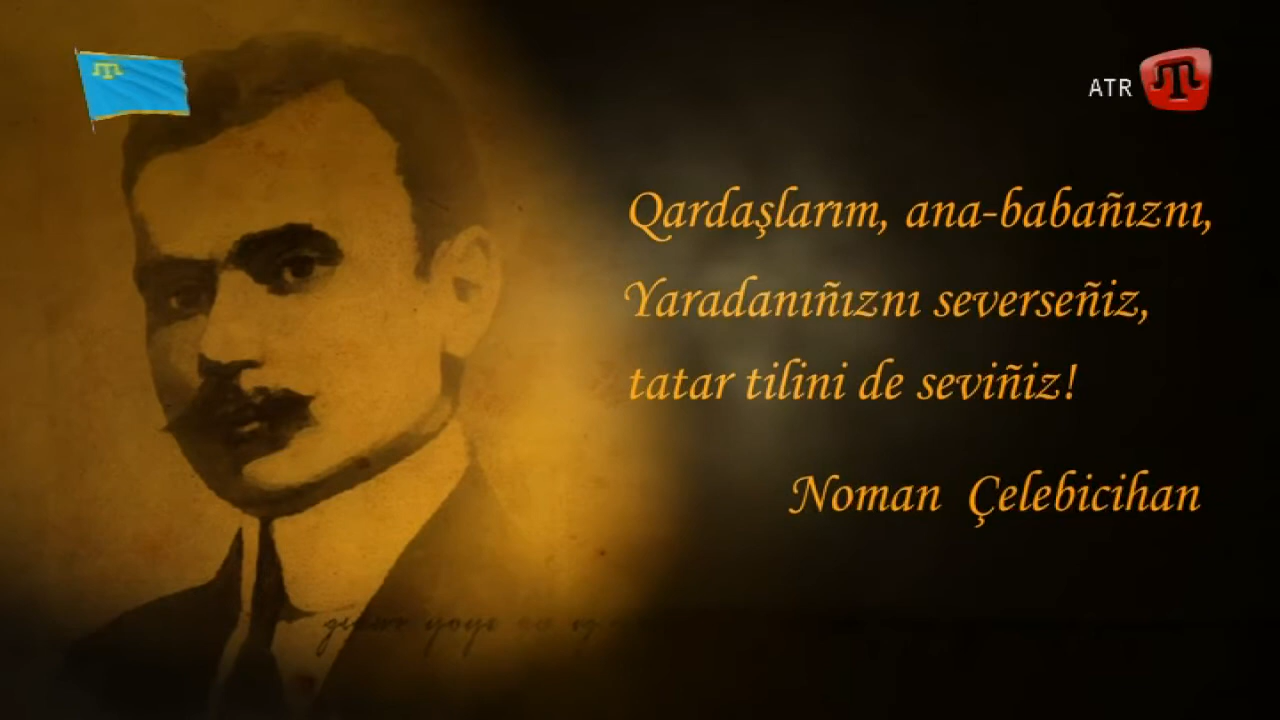 ATR
Qardaşlarım, ana-babañıznı,
Yaradanıñıznı severseñiz,
tatar tilini de seviñiz!
Noman Çelebicihan